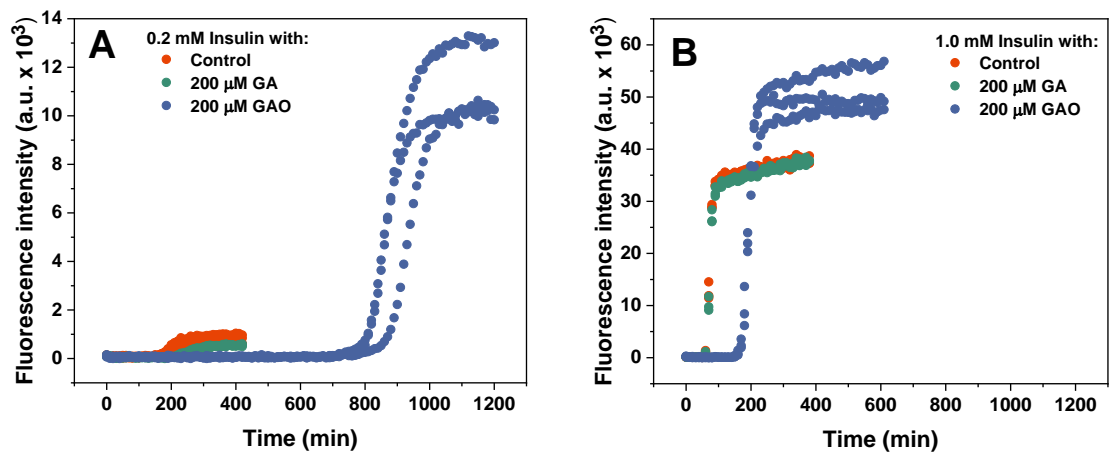 A
0.2 mM Insulin with:
Control
200 μM GA
200 μM GAO
Fluorescence intensity (a.u. x 10³)
14
12
10
8
6
4
2
0
0 200 400 600 800 1000 1200
Time (min)
B
1.0 mM Insulin with:
Control
200 μM GA
200 μM GAO
Fluorescence intensity (a.u. x 10³)
60
50
40
30
20
10
0
0 200 400 600 800 1000 1200
Time (min)